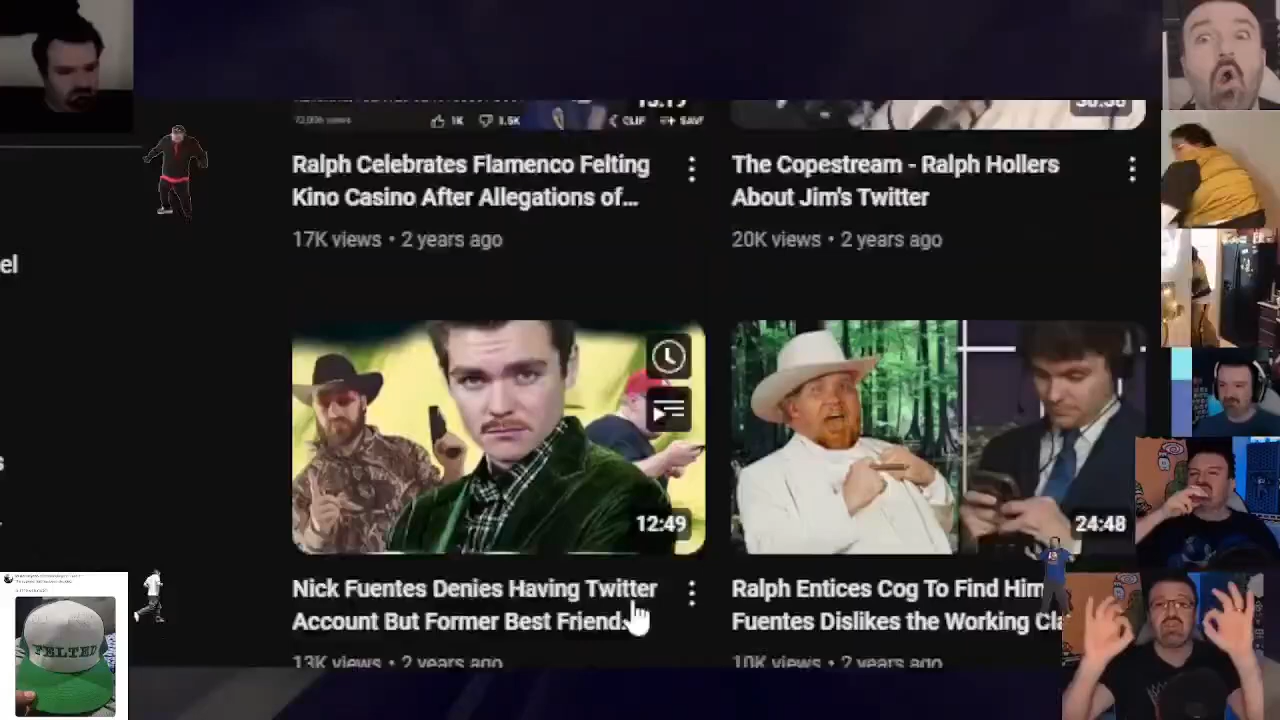 1K
1.5K
CLIP
Ralph Celebrates Flamenco Felting
Kino Casino After Allegations of...
17K views • 2 years ago
The Copestream - Ralph Hollers
About Jim's Twitter
20K views • 2 years ago
el
12:49
24:48
Nick Fuentes Denies Having Twitter
Account But Former Best Friend
13K views • 2 years ago
Ralph Entices Cog To Find Him
Fuentes Dislikes the Working
10K views • 2 years ago
FELTED